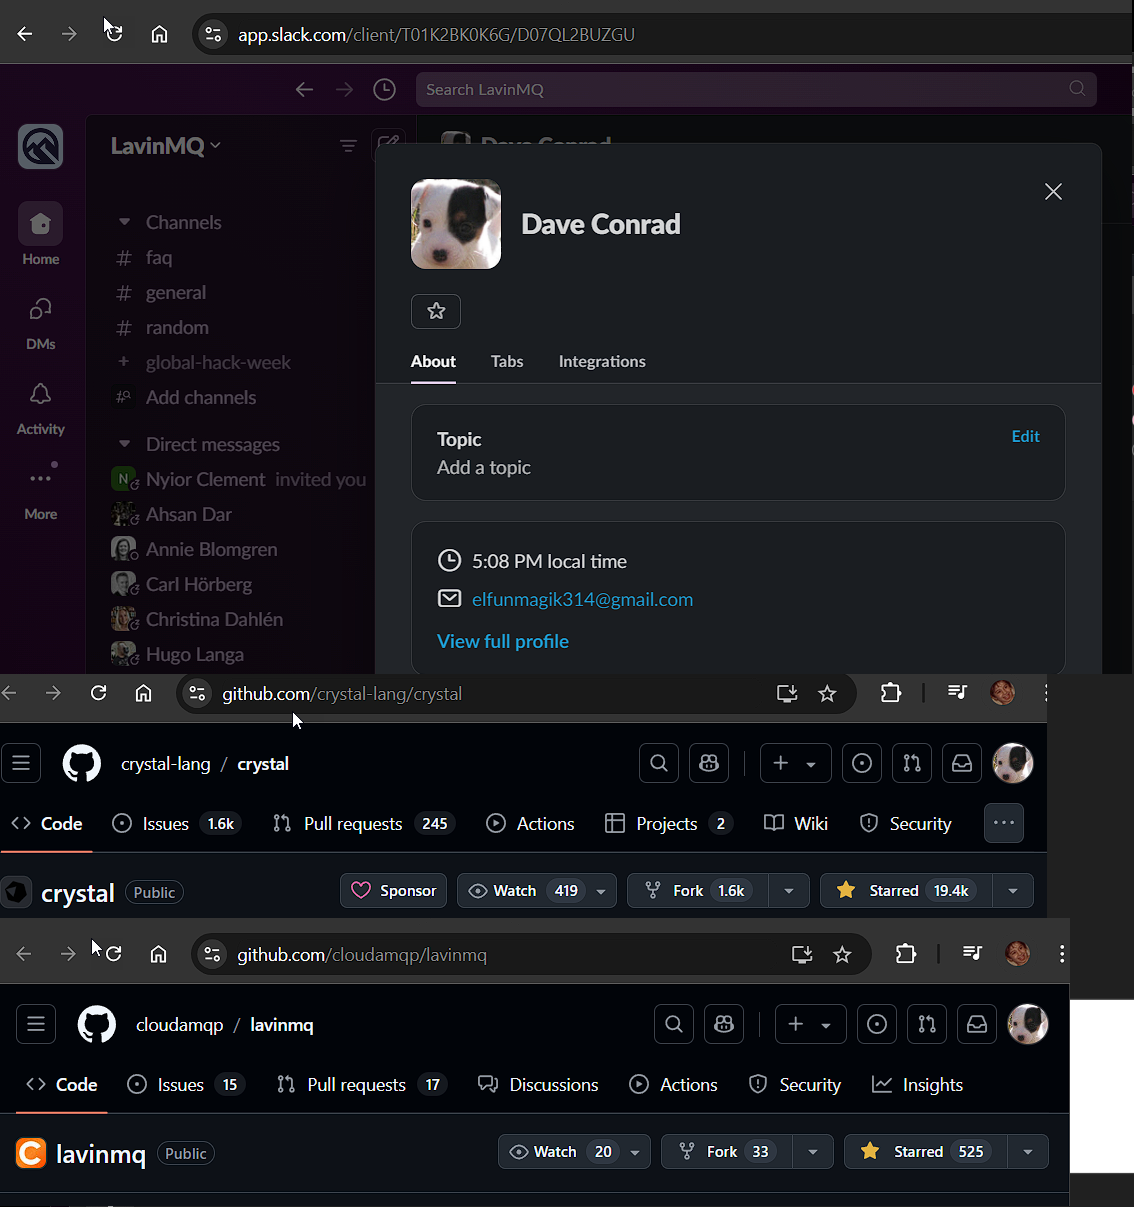 app.slack.com/client/T01K2BK0K6G/D07QL2BUZGU
Search LavinMQ
LavinMQ
Dave Conrad
Channels
# faq
# general
# random
+ global-hack-week
Add channels
Direct messages
N Nyior Clement invited you
Ahsan Dar
Annie Blomgren
Carl Hörberg
Christina Dahlén
Hugo Langa
Home
DMs
Activity
More
Dave Conrad
About Tabs Integrations
Topic Edit
Add a topic
5:08 PM local time
elfunmagik314@gmail.com
View full profile
github.com/crystal-lang/crystal
crystal-lang / crystal
Code Issues 1.6k Pull requests 245 Actions Projects 2 Wiki Security
crystal Public Sponsor Watch 419 Fork 1.6k Starred 19.4k
github.com/cloudamqp/lavinmq
cloudamqp / lavinmq
Code Issues 15 Pull requests 17 Discussions Actions Security Insights
C lavinmq Public Watch 20 Fork 33 Starred 525